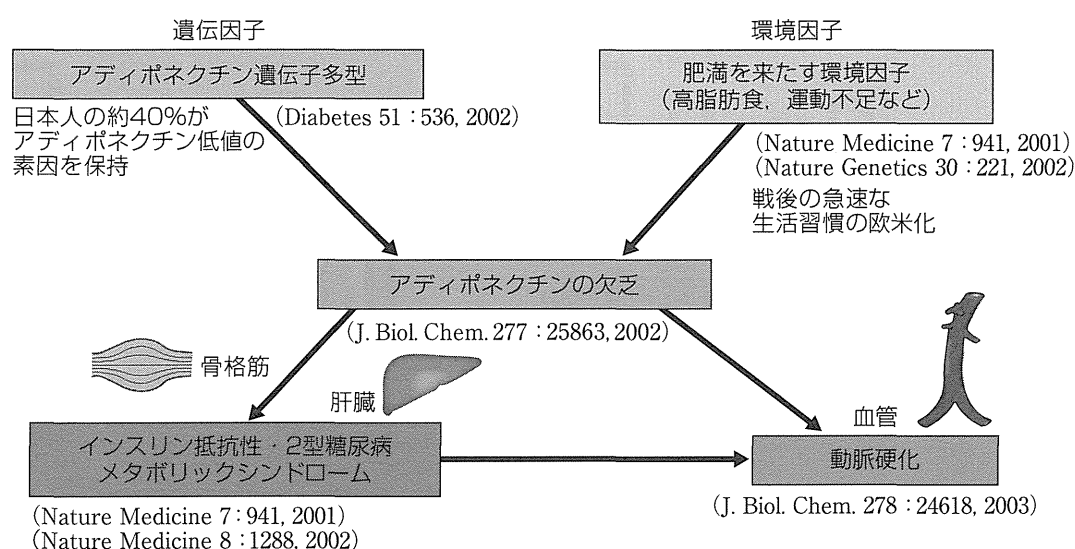 遺伝因子
アディポネクチン遺伝子多型
日本人の約40%が
アディポネクチン低値の
素因を保持
(Diabetes 51:536, 2002)
環境因子
肥満を来たす環境因子
(高脂肪食，運動不足など)
(Nature Medicine 7:941, 2001)
(Nature Genetics 30:221, 2002)
戦後の急速な
生活習慣の欧米化
アディポネクチンの欠乏
(J. Biol. Chem. 277:25863, 2002)
骨格筋
肝臓
血管
インスリン抵抗性・2型糖尿病
メタボリックシンドローム
動脈硬化
(Nature Medicine 7:941, 2001)
(Nature Medicine 8:1288, 2002)
(J. Biol. Chem. 278:24618, 2003)